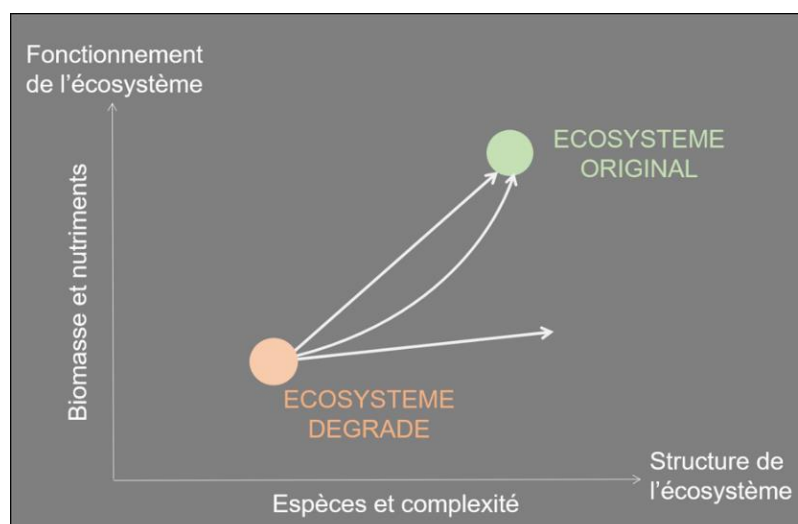 Fonctionnement
de l’écosystème
ECOSYSTEME
ORIGINAL
Biomasse et nutriments
ECOSYSTEME
DEGRADE
Structure de
l’écosystème
Espèces et complexité